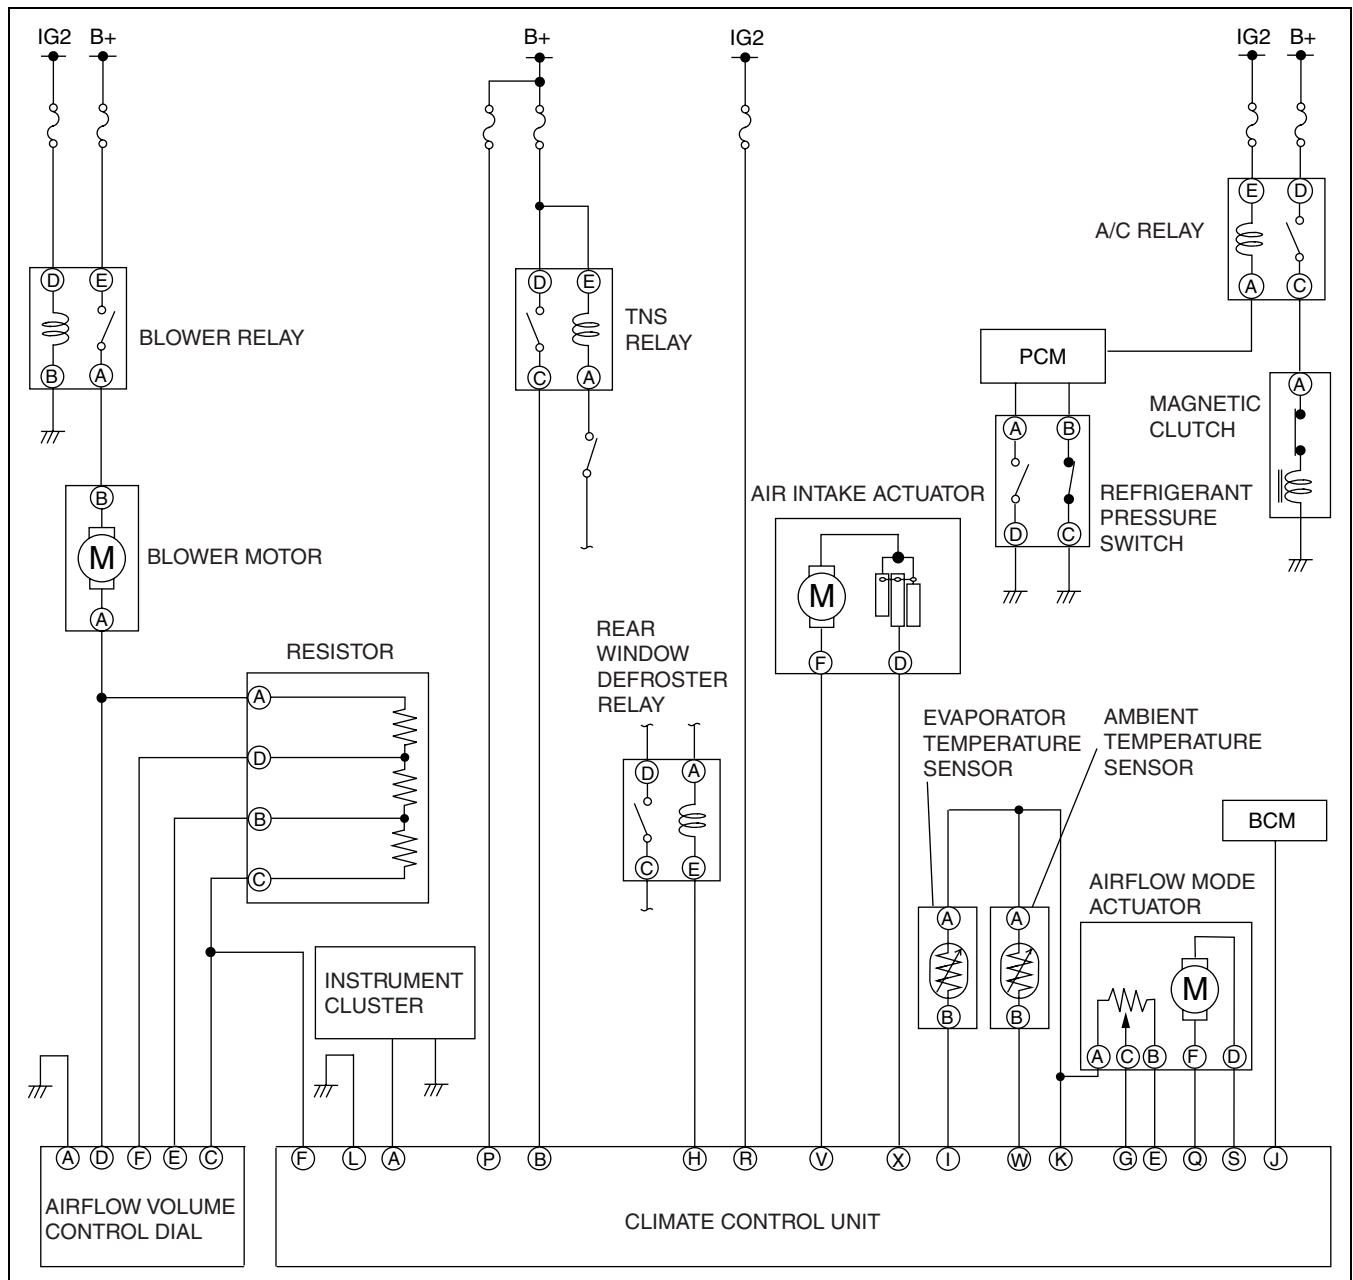 IG2 B+ B+ IG2 IG2 B+
E D
A/C RELAY
A C
D E
BLOWER RELAY
B A
D E
TNS
RELAY
C A
PCM
A
MAGNETIC
CLUTCH
A B
REFRIGERANT
PRESSURE
SWITCH
D C
B
M
BLOWER MOTOR
A
AIR INTAKE ACTUATOR
M
F D
RESISTOR
A
D
B
C
REAR
WINDOW
DEFROSTER
RELAY
D A
C E
EVAPORATOR
TEMPERATURE
SENSOR
AMBIENT
TEMPERATURE
SENSOR
A A
B B
BCM
AIRFLOW MODE
ACTUATOR
M
A C B F D
INSTRUMENT
CLUSTER
A D F E C
F L A P B H R V X I W K G E Q S J
AIRFLOW VOLUME
CONTROL DIAL
CLIMATE CONTROL UNIT